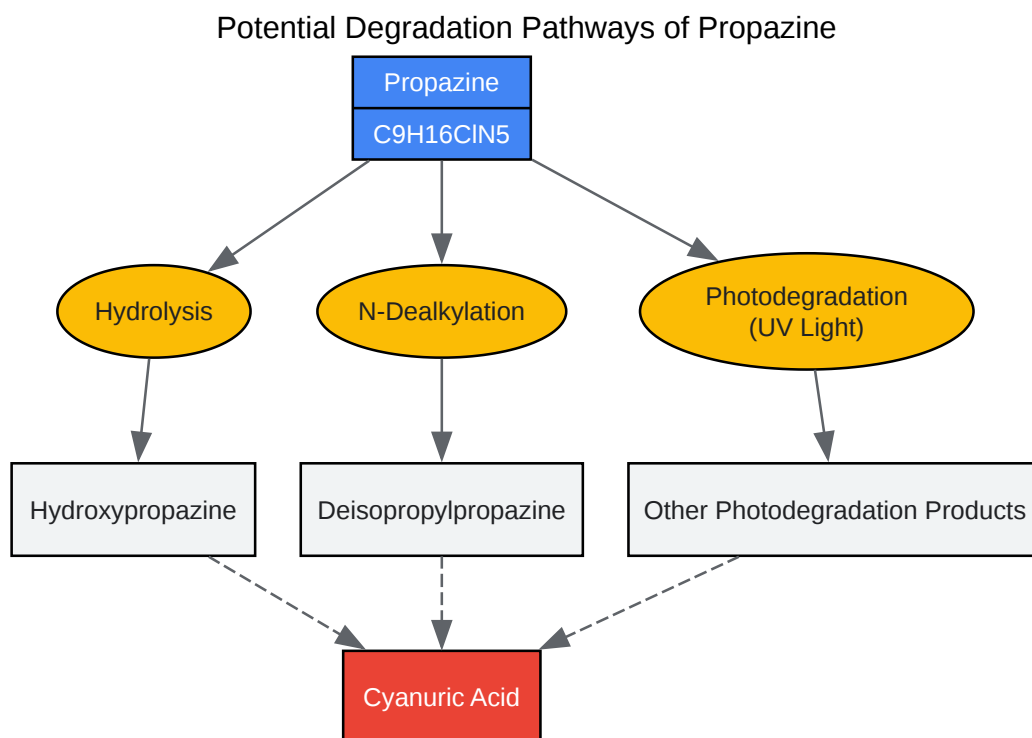 Potential Degradation Pathways of Propazine
Propazine
C9H16ClN5
Hydrolysis
N-Dealkylation
Photodegradation
(UV Light)
Hydroxypropazine
Deisopropylpropazine
Other Photodegradation Products
Cyanuric Acid